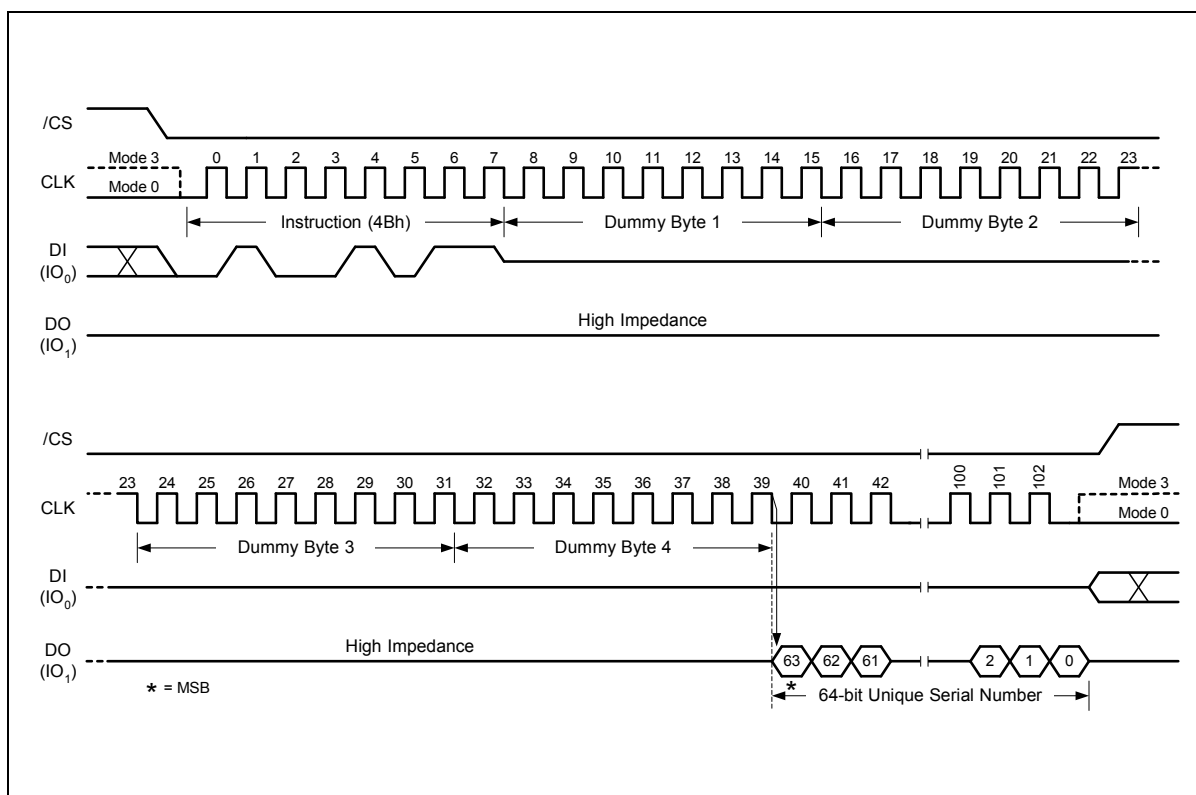 /CS
Mode 3 0 1 2 3 4 5 6 7 8 9 10 11 12 13 14 15 16 17 18 19 20 21 22 23
CLK Mode 0
Instruction (4Bh) Dummy Byte 1 Dummy Byte 2
DI
(IO0)
High Impedance
DO
(IO1)
/CS
23 24 25 26 27 28 29 30 31 32 33 34 35 36 37 38 39 40 41 42 100 101 102 Mode 3
CLK Mode 0
Dummy Byte 3 Dummy Byte 4
DI
(IO0)
High Impedance
DO
(IO1)
63 62 61 2 1 0
* = MSB * 64-bit Unique Serial Number